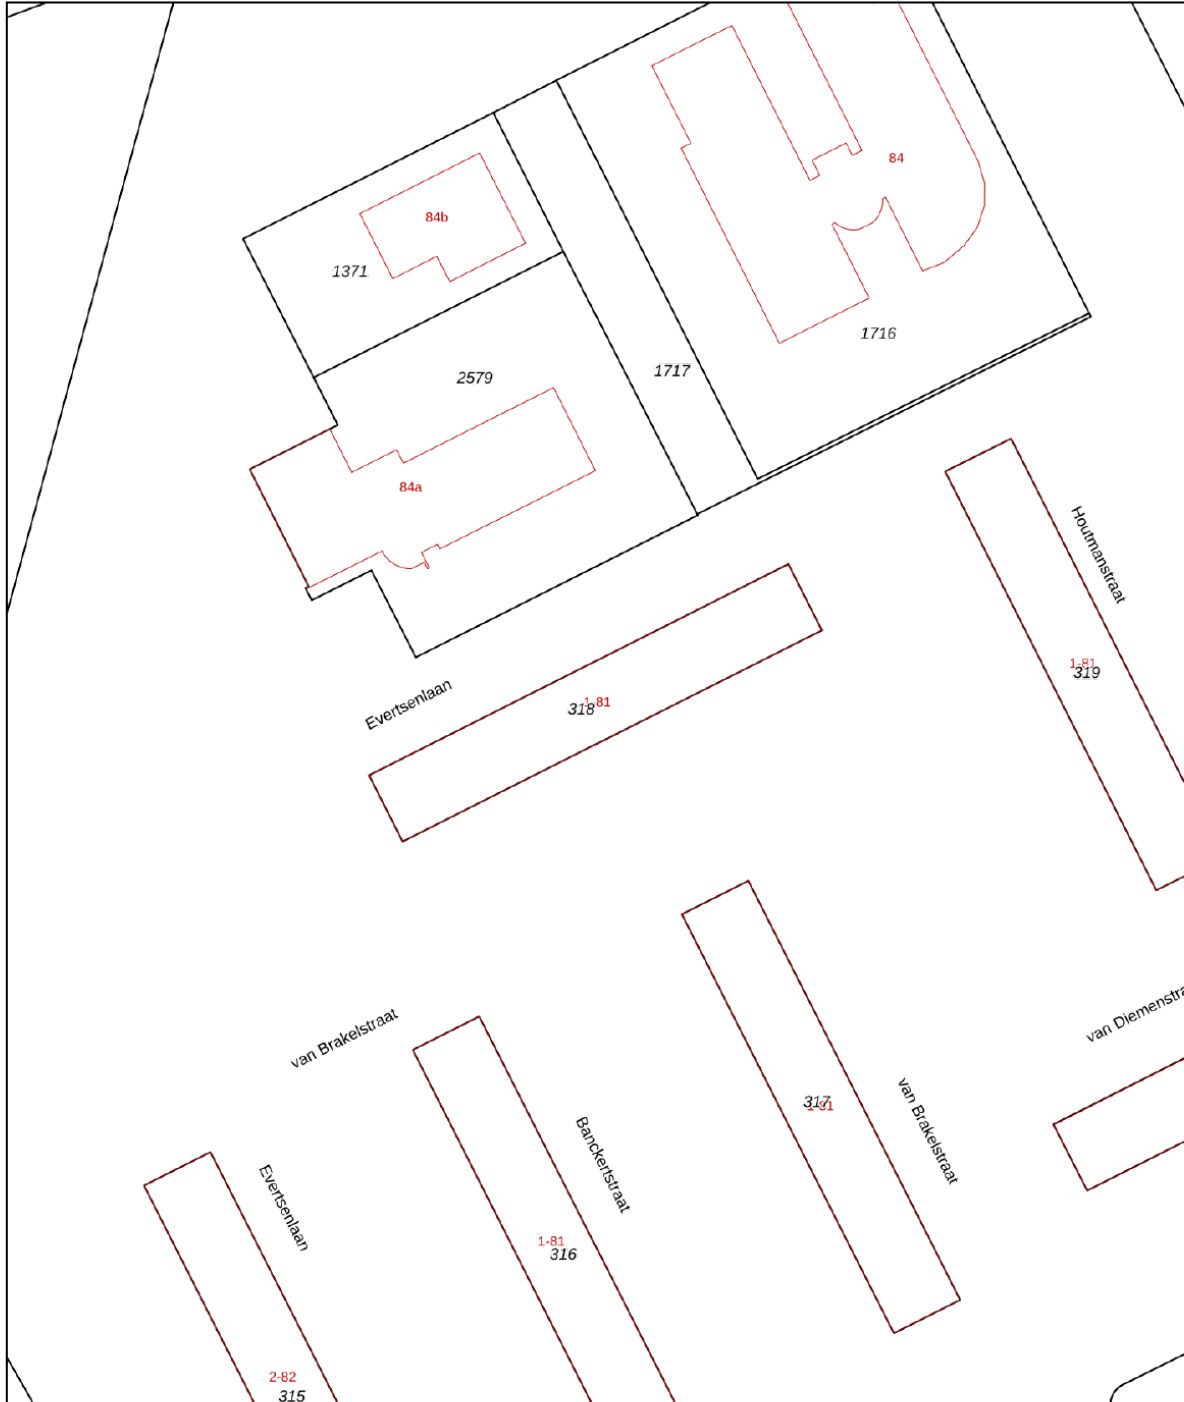 84
84b
1371
1716
1717
2579
84a
Houtmanstraat
1-81
319
Evertsenlaan
1-81
318
van Diemenstra
van Brakelstraat
317
1-81
van Brakelstraat
Banckertstraat
Evertsenlaan
1-81
316
2-82
315